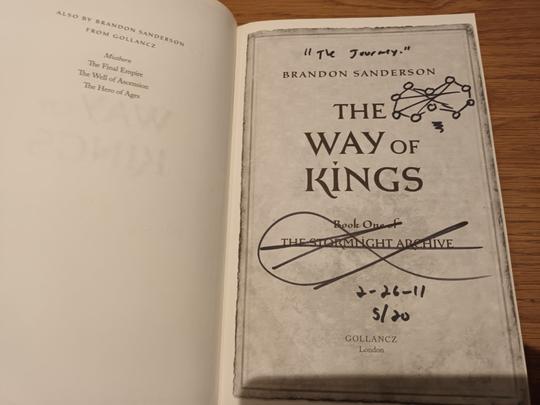 ALSO BY BRANDON SANDERSON
FROM GOLLANCZ
Mistborn
The Final Empire
The Well of Ascension
The Hero of Ages
"The Journey."
BRANDON SANDERSON
THE
WAY OF
KINGS
Book One of
THE STORMLIGHT ARCHIVE
2-26-11
5/20
GOLLANCZ
London